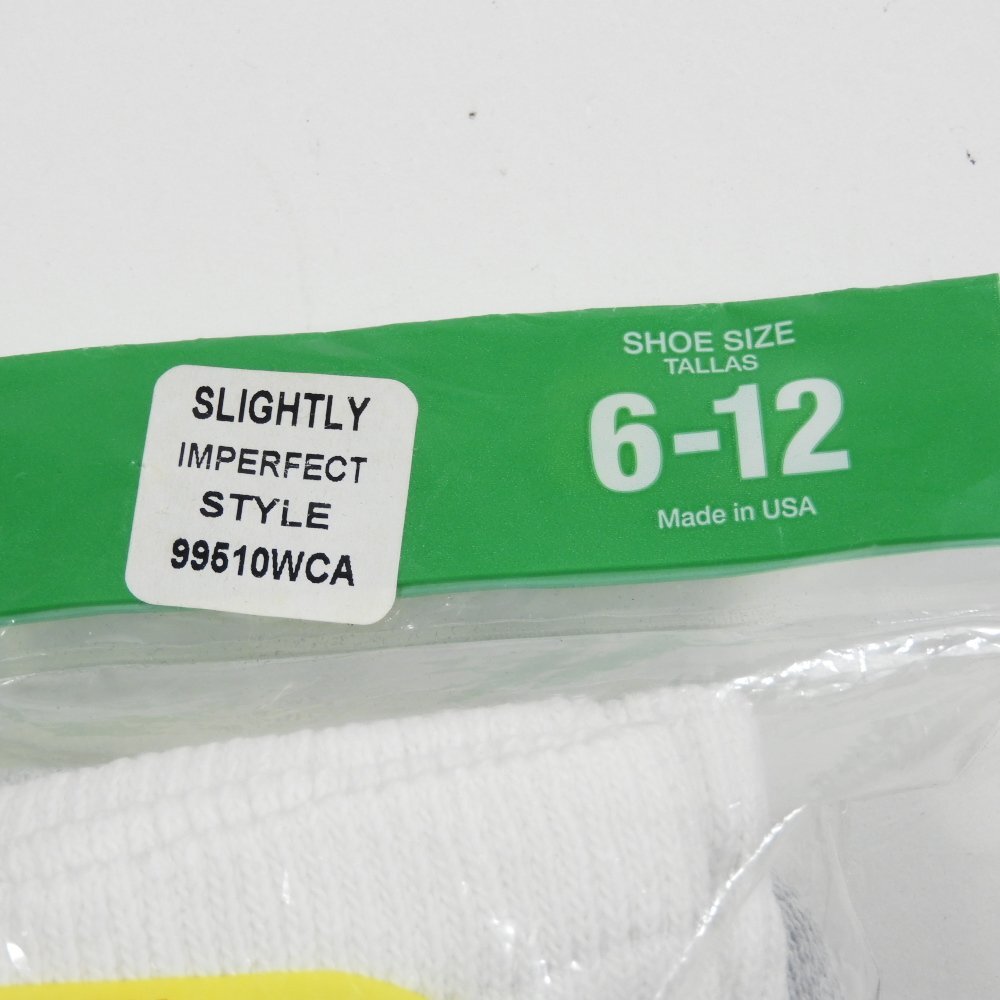 SLIGHTLY
IMPERFECT
STYLE
99510WCA
SHOE SIZE
TALLAS
6-12
Made in USA